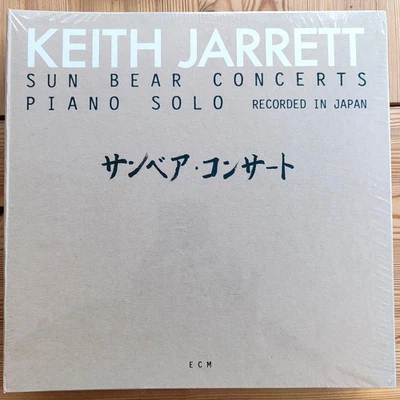 KEITH JARRETT
SUN BEAR CONCERTS
PIANO SOLO RECORDED IN JAPAN
サンベア・コンサート
ECM